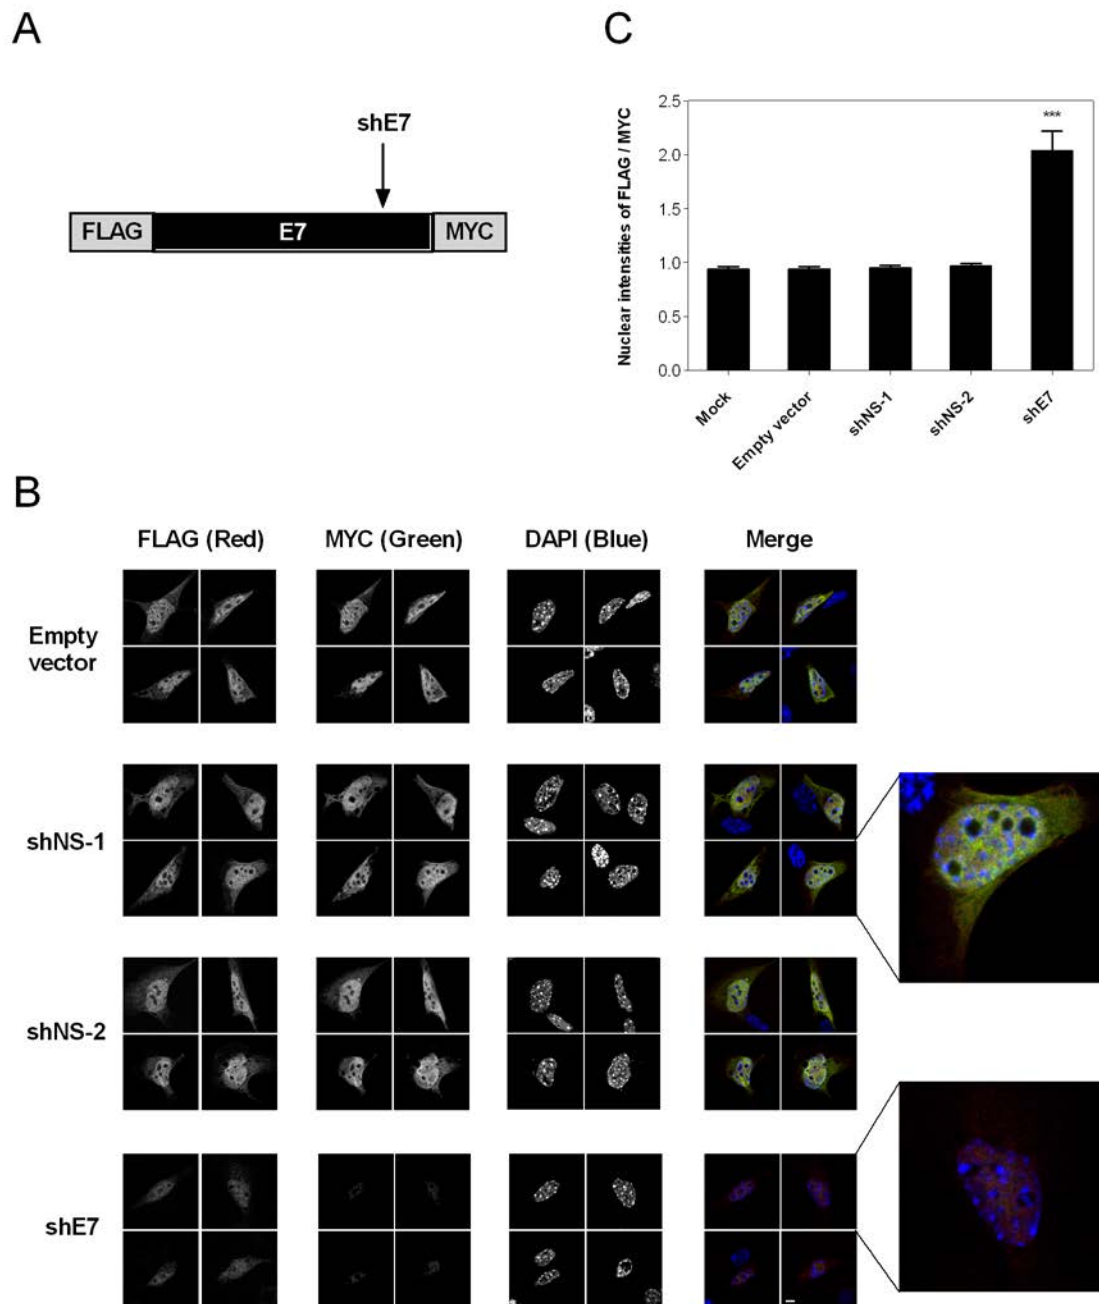 A
shE7
FLAG E7 MYC
C
Nuclear intensities of FLAG / MYC
2.5
2.0
1.5
1.0
0.5
0.0
***
Mock
Empty vector
shNS-1
shNS-2
shE7
B
FLAG (Red) MYC (Green) DAPI (Blue) Merge
Empty
vector
shNS-1
shNS-2
shE7